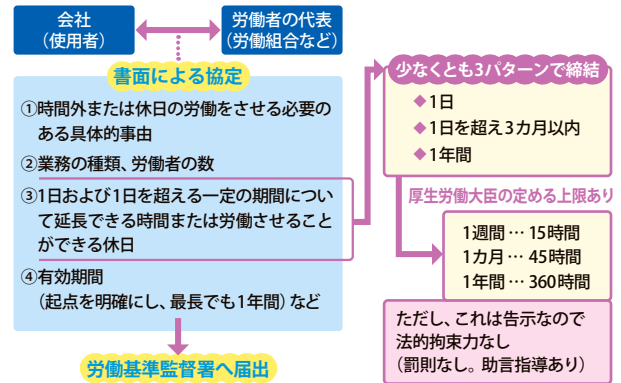 会社
（使用者）
労働者の代表
（労働組合など）
書面による協定
①時間外または休日の労働をさせる必要の
ある具体的事由
②業務の種類、労働者の数
③1日および1日を超える一定の期間につい
て延長できる時間または労働させること
ができる休日
④有効期間
（起点を明確にし、最長でも1年間）など
労働基準監督署へ届出
少なくとも3パターンで締結
◆1日
◆1日を超え3カ月以内
◆1年間
厚生労働大臣の定める上限あり
1週間… 15時間
1カ月… 45時間
1年間… 360時間
ただし、これは告示なので
法的拘束力なし
（罰則なし。助言指導あり）